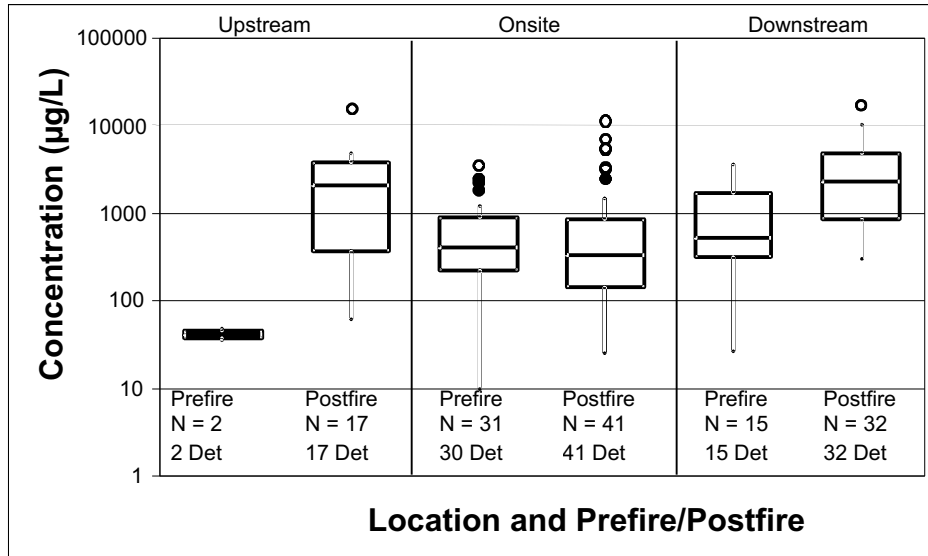 Upstream Onsite Downstream
100000
10000
1000
100
10
1
Concentration (µg/L)
Prefire Postfire Prefire Postfire Prefire Postfire
N = 2 N = 17 N = 31 N = 41 N = 15 N = 32
2 Det 17 Det 30 Det 41 Det 15 Det 32 Det
Location and Prefire/Postfire